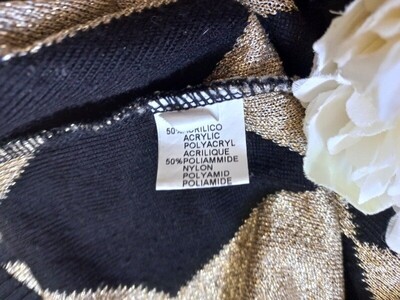 50% ACRILICO
ACRYLIC
POLYACRYL
ACRILIQUE
50% POLIAMMIDE
NYLON
POLYAMID
POLIAMIDE